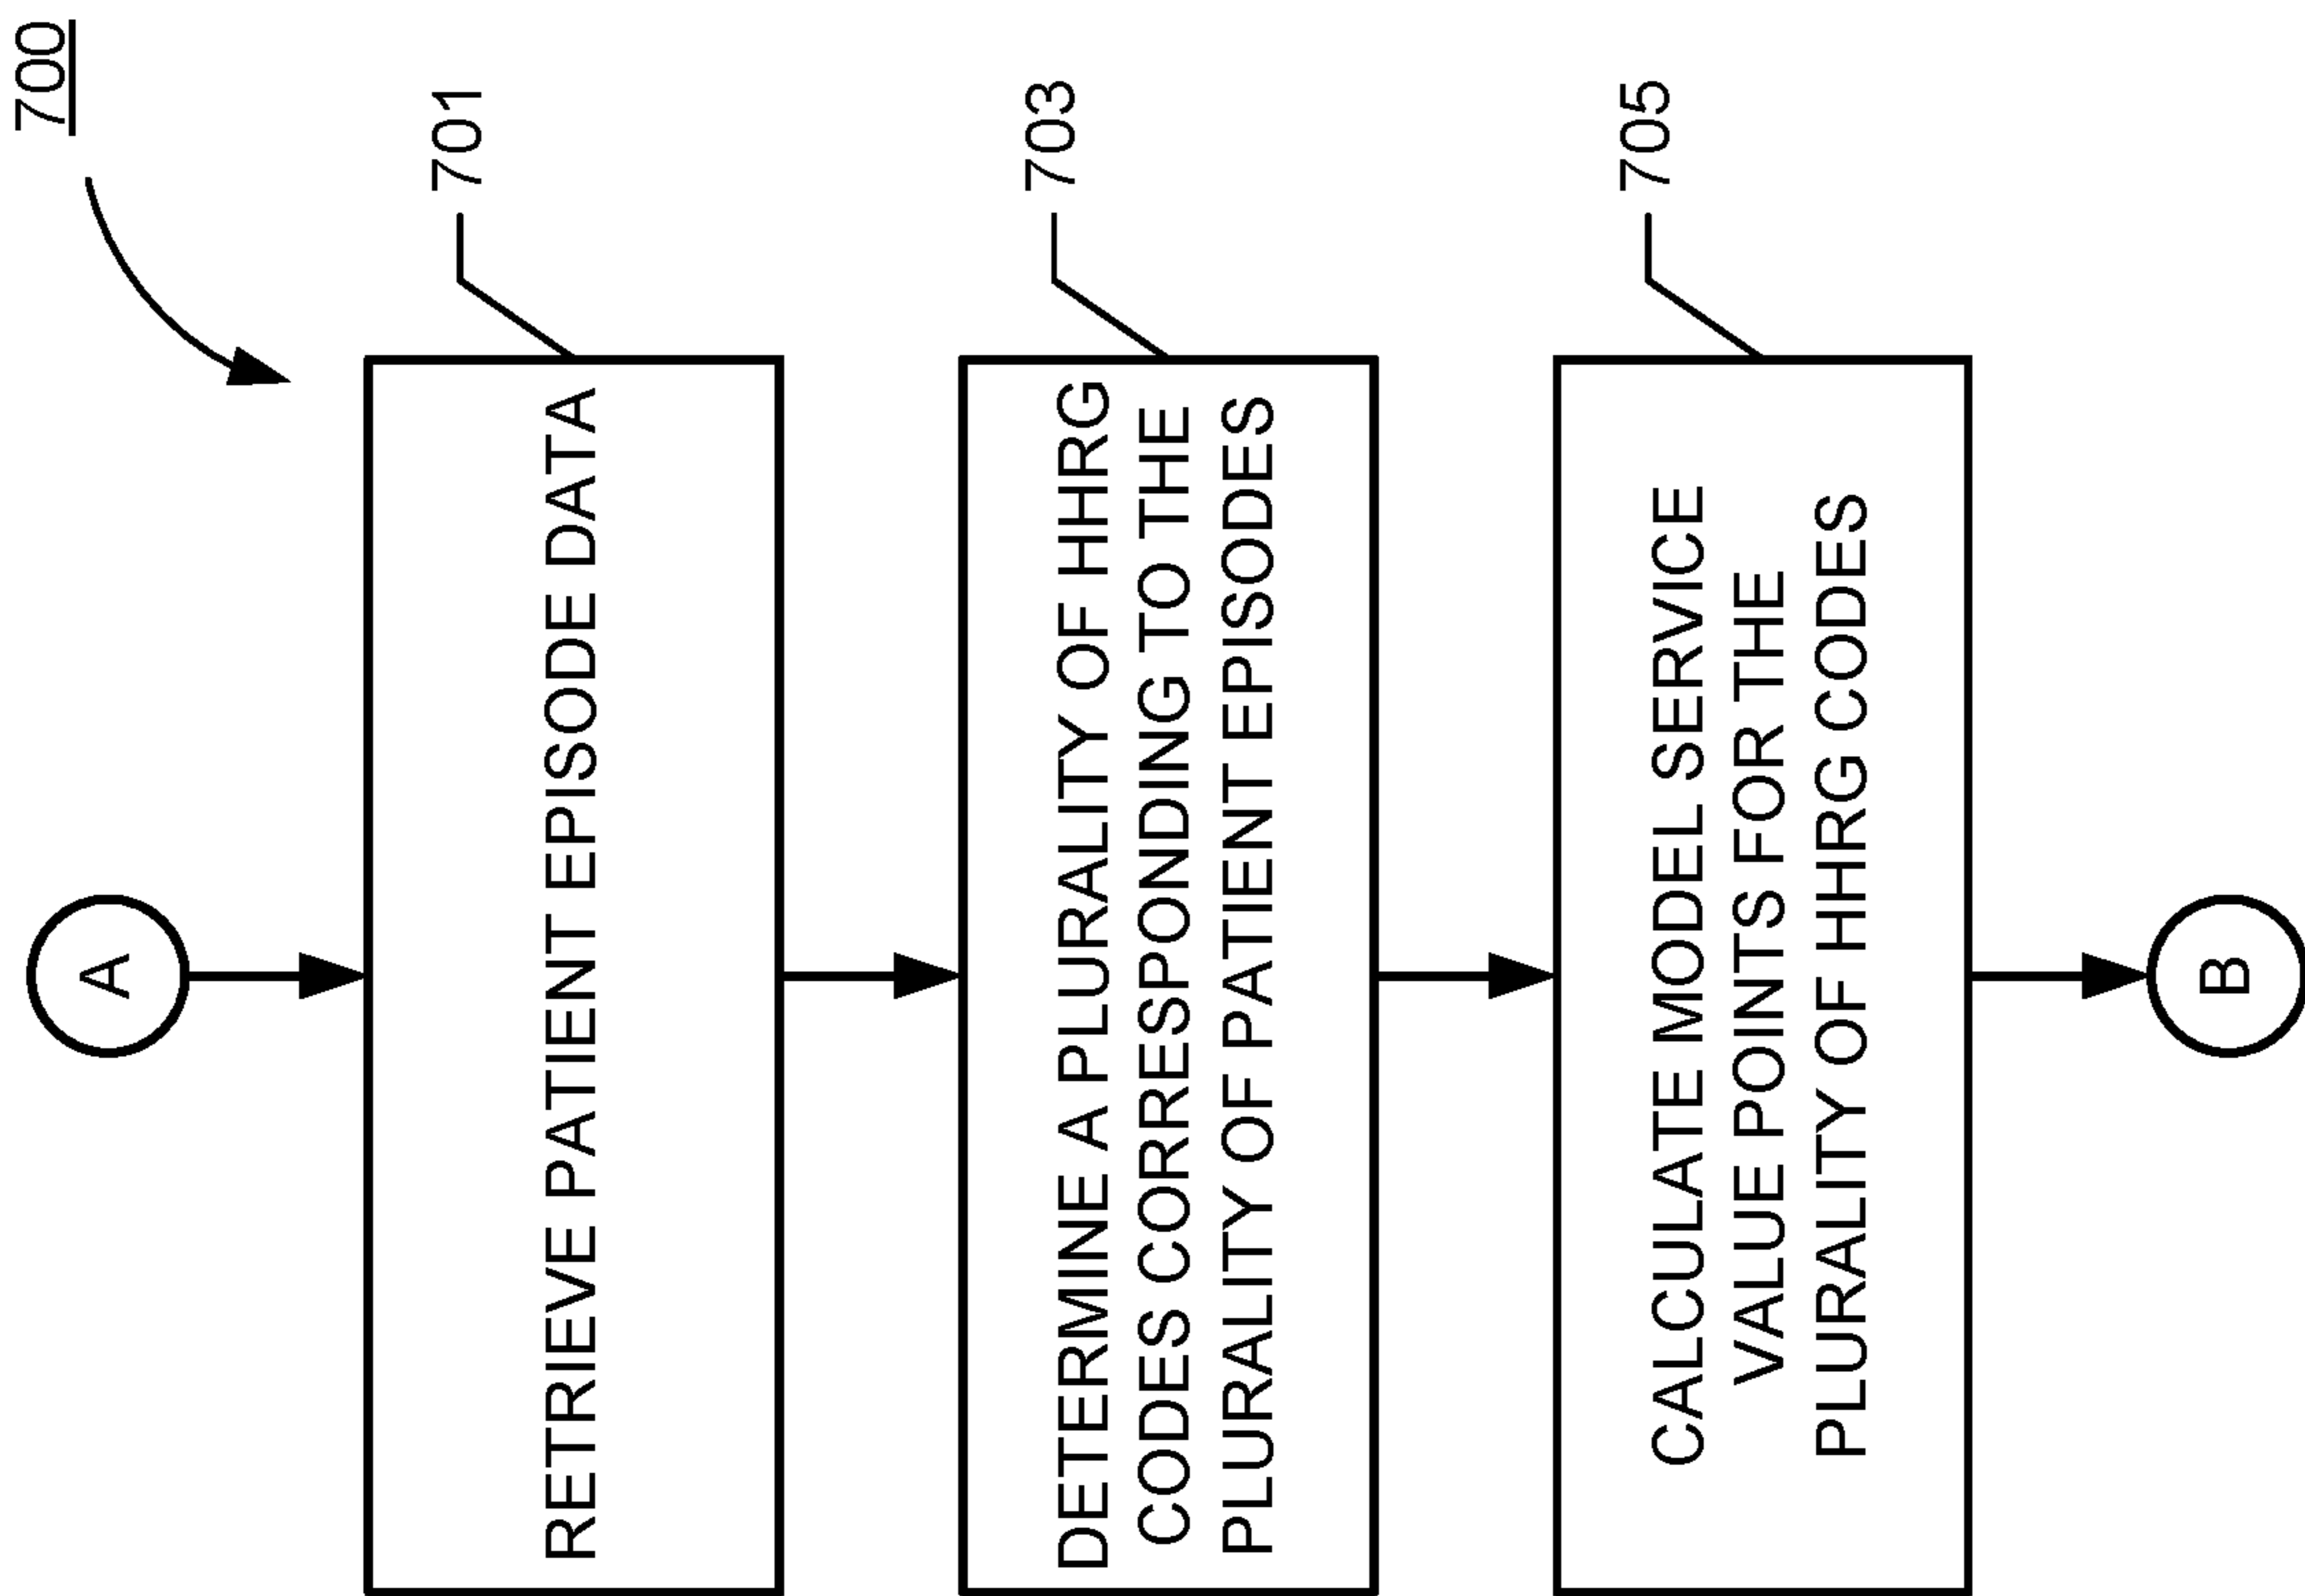 700
A
701
RETRIEVE PATIENT EPISODE DATA
703
DETERMINE A PLURALITY OF HHRG
CODES CORRESPONDING TO THE
PLURALITY OF PATIENT EPISODES
705
CALCULATE MODEL SERVICE
VALUE POINTS FOR THE
PLURALITY OF HHRG CODES
B